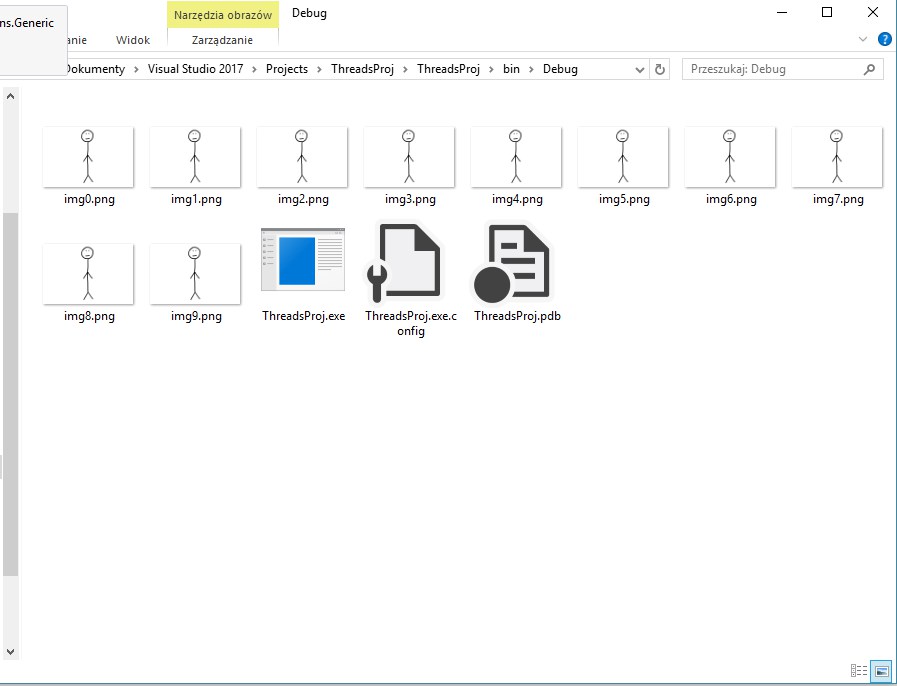 ns.Generic
Narzędzia obrazów
Debug
anie
Widok
Zarządzanie
Dokumenty > Visual Studio 2017 > Projects > ThreadsProj > ThreadsProj > bin > Debug
Przeszukaj: Debug
img0.png
img1.png
img2.png
img3.png
img4.png
img5.png
img6.png
img7.png
img8.png
img9.png
ThreadsProj.exe
ThreadsProj.exe.c
onfig
ThreadsProj.pdb